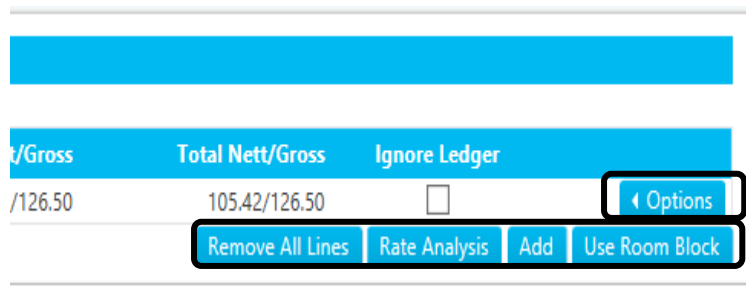 t/Gross Total Nett/Gross Ignore Ledger
/126.50 105.42/126.50 Options
Remove All Lines Rate Analysis Add Use Room Block